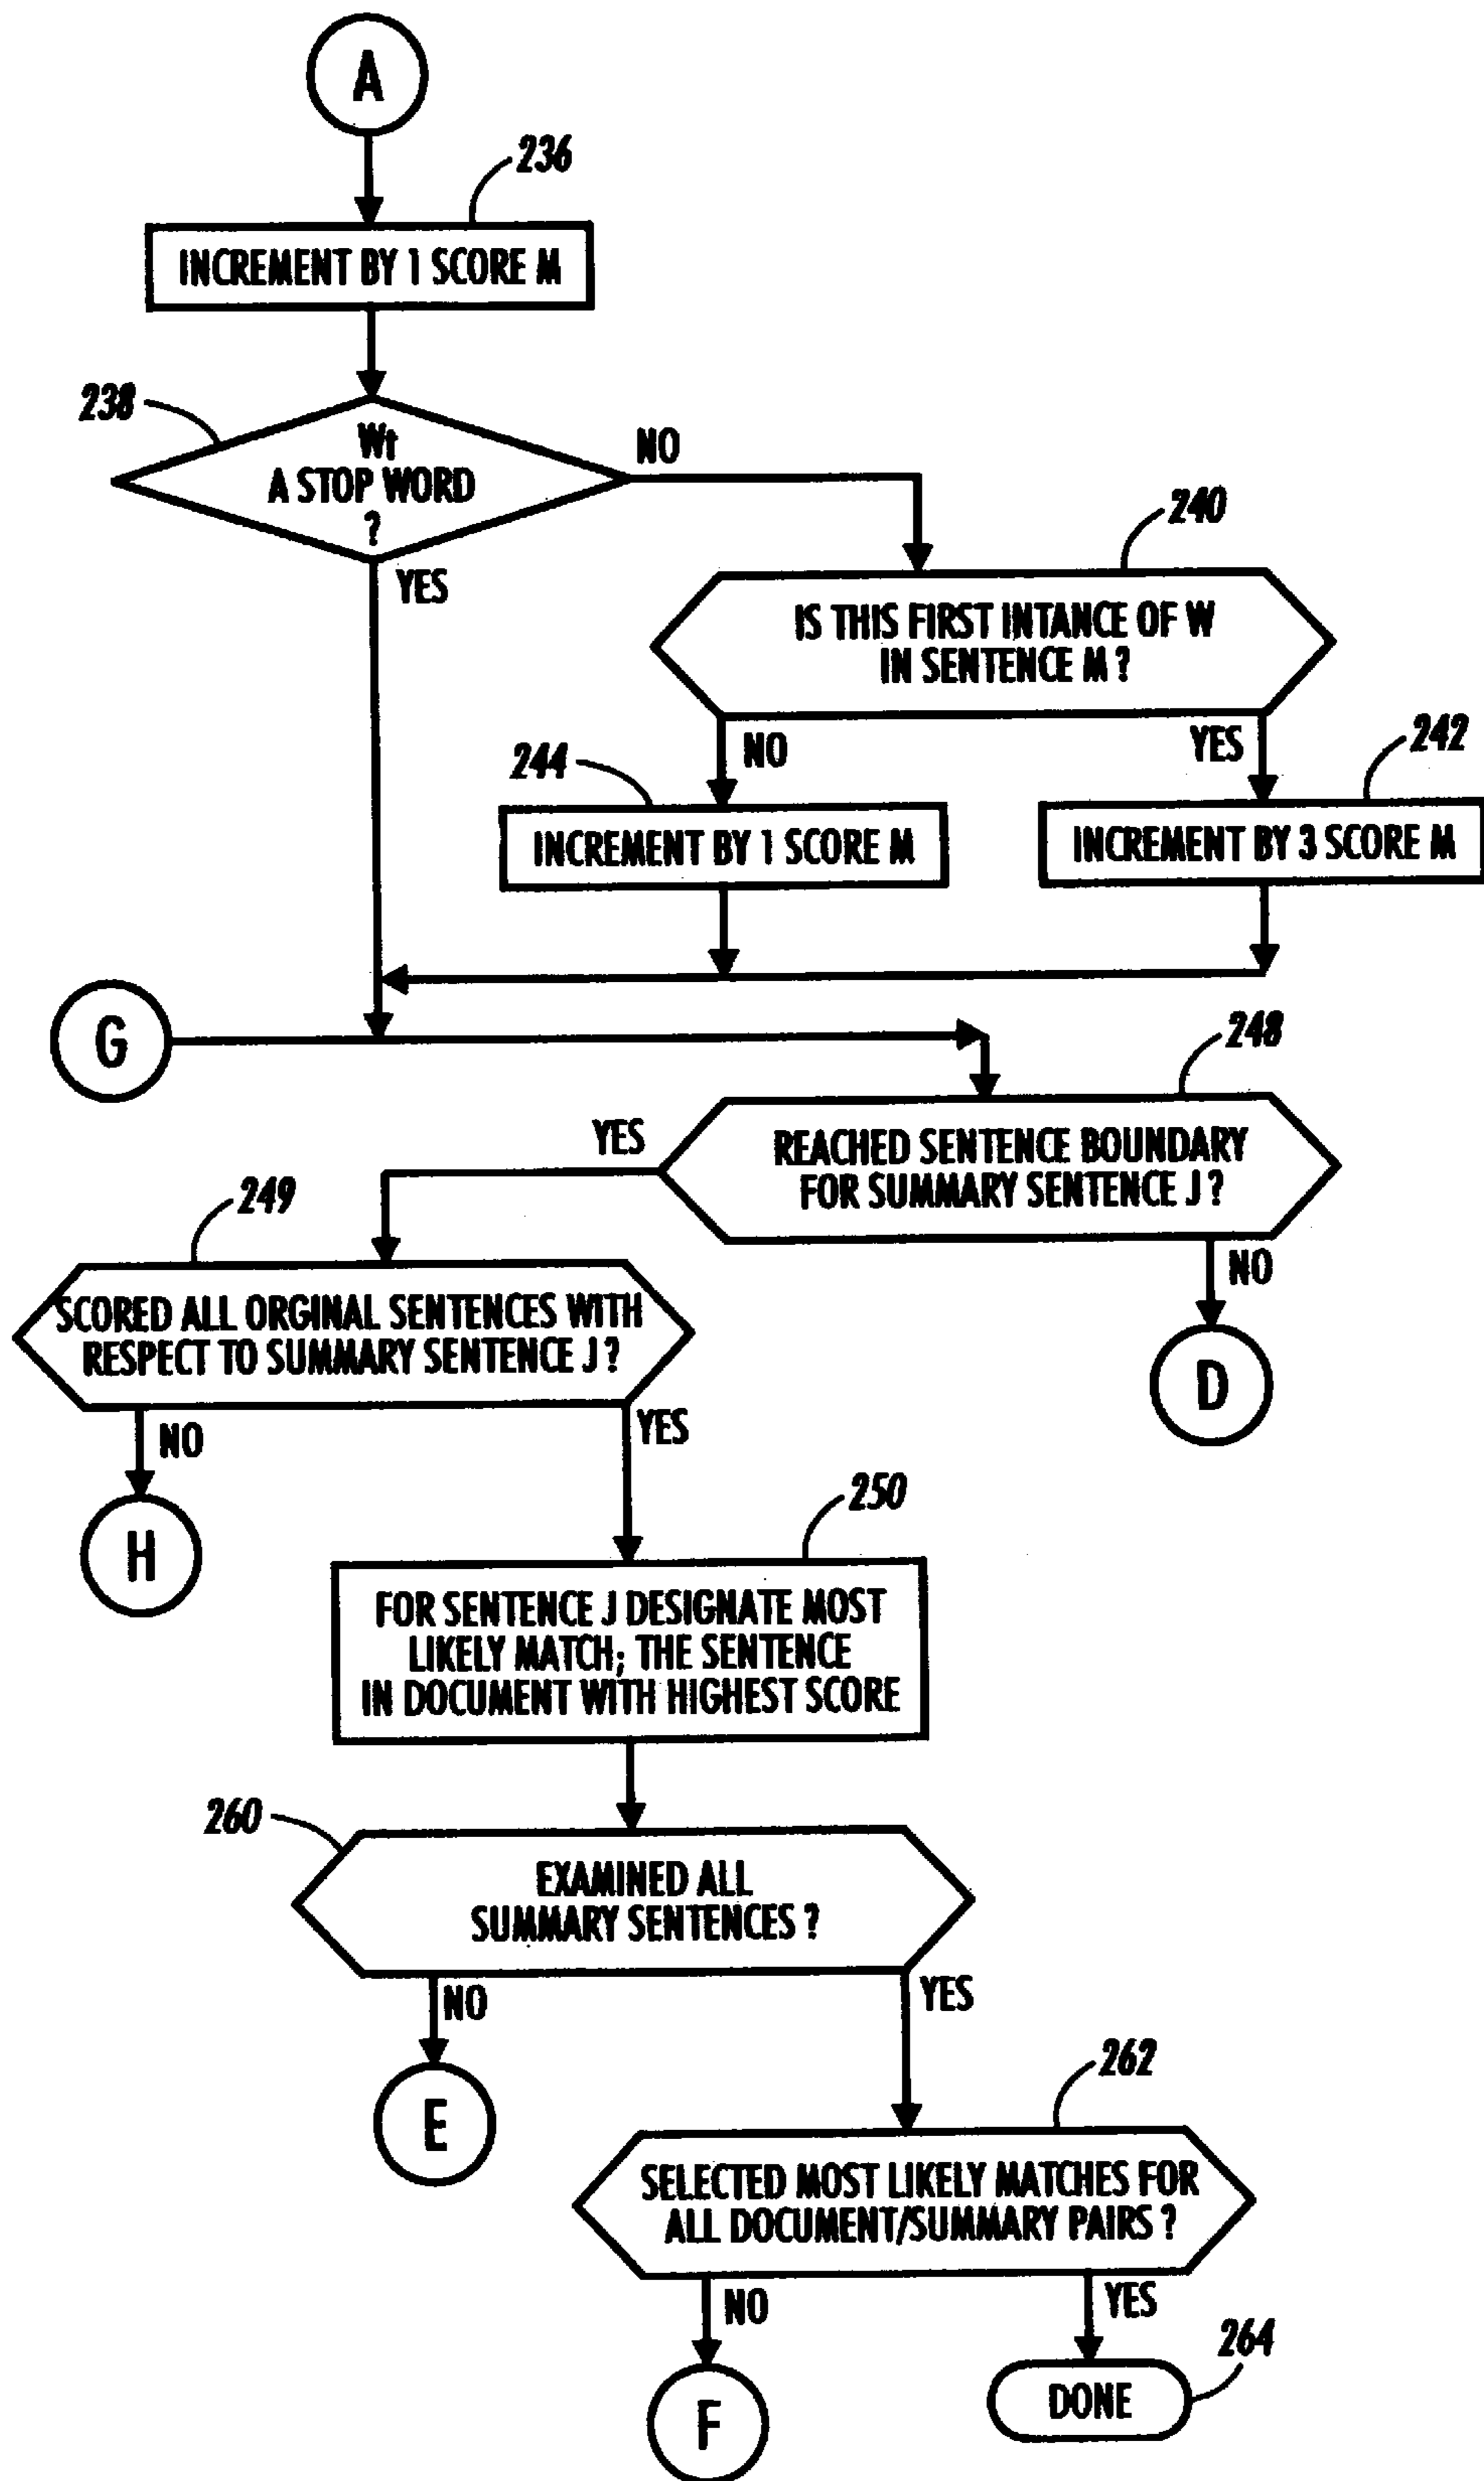 A
236
INCREMENT BY 1 SCORE M
238
Wt
A STOP WORD
?
NO
YES
240
IS THIS FIRST INTANCE OF W
IN SENTENCE M ?
NO
YES
244
242
INCREMENT BY 1 SCORE M
INCREMENT BY 3 SCORE M
G
248
REACHED SENTENCE BOUNDARY
FOR SUMMARY SENTENCE J ?
YES
NO
D
249
SCORED ALL ORGINAL SENTENCES WITH
RESPECT TO SUMMARY SENTENCE J ?
NO
YES
H
250
FOR SENTENCE J DESIGNATE MOST
LIKELY MATCH; THE SENTENCE
IN DOCUMENT WITH HIGHEST SCORE
260
EXAMINED ALL
SUMMARY SENTENCES ?
NO
YES
E
262
SELECTED MOST LIKELY MATCHES FOR
ALL DOCUMENT/SUMMARY PAIRS ?
NO
YES
F
264
DONE